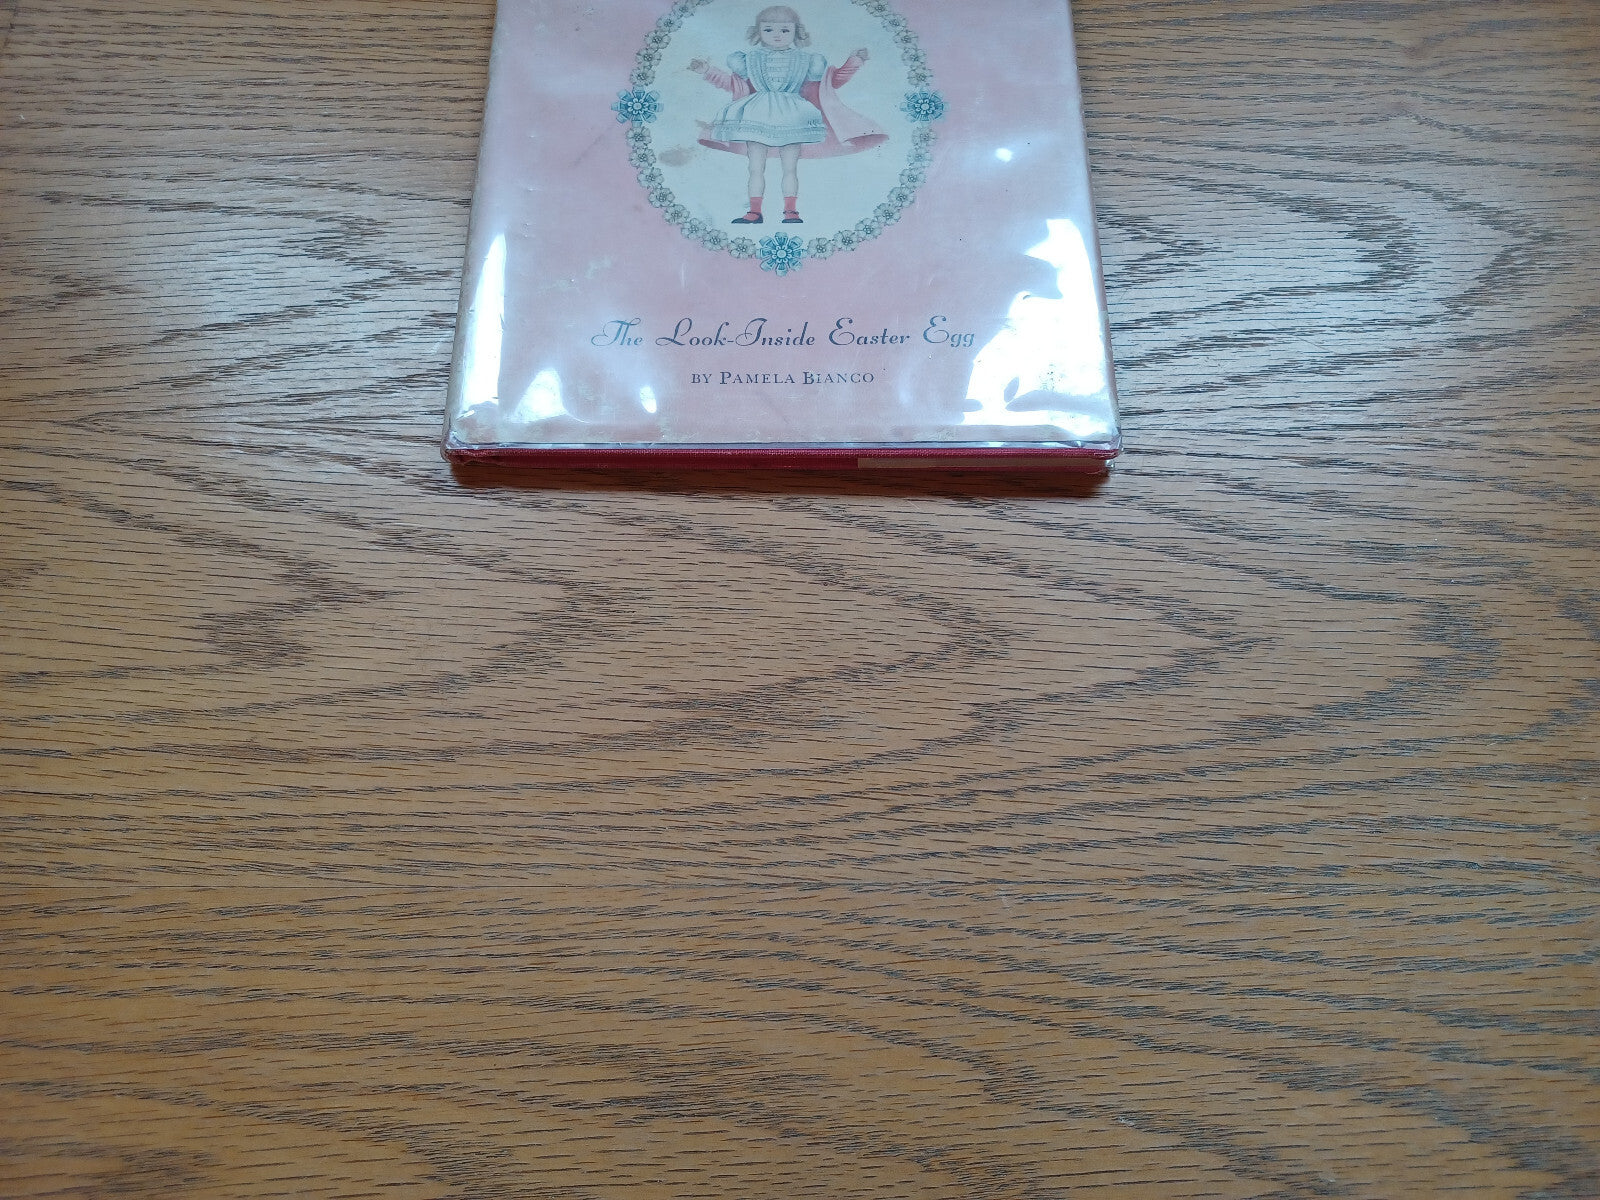 The Look-Inside Easter Egg
BY PAMELA BIANCO